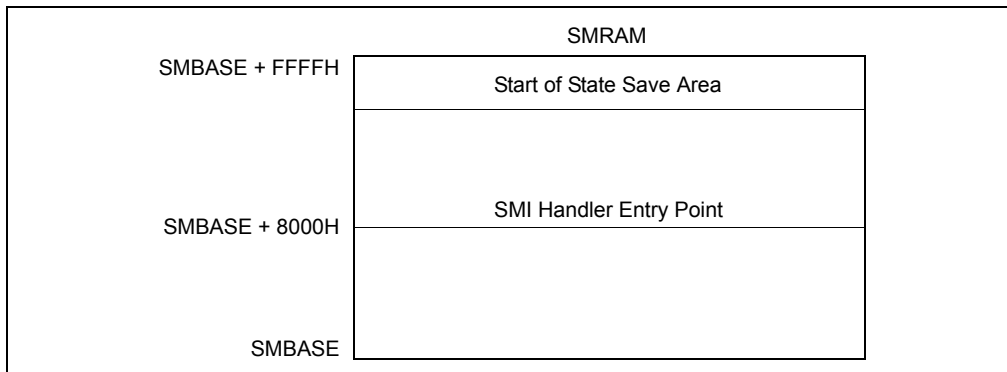 SMRAM
SMBASE + FFFFH
Start of State Save Area
SMI Handler Entry Point
SMBASE + 8000H
SMBASE